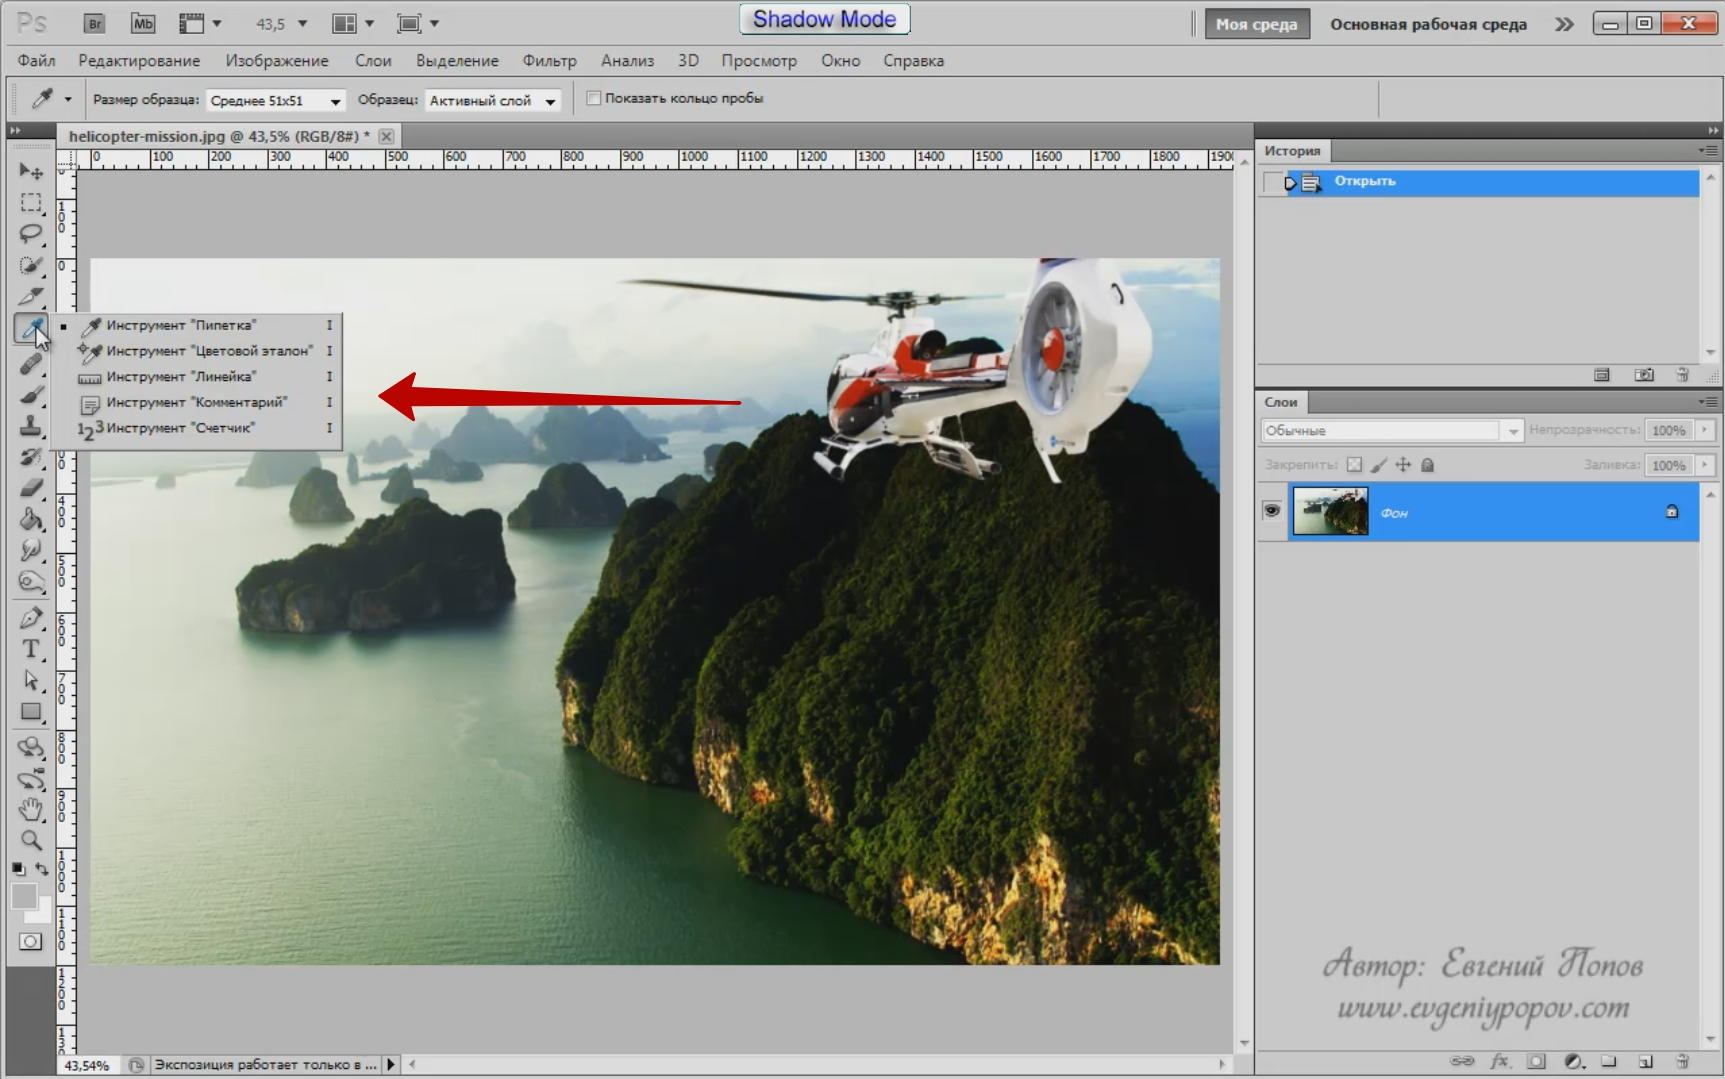 Ps Br Mb 43,5 Shadow Mode Моя среда Основная рабочая среда
Файл Редактирование Изображение Слои Выделение Фильтр Анализ 3D Просмотр Окно Справка
Размер образца: Среднее 51x51 Образец: Активный слой Показать кольцо пробы
helicopter-mission.jpg @ 43,5% (RGB/8#) *
0 100 200 300 400 500 600 700 800 900 1000 1100 1200 1300 1400 1500 1600 1700 1800 190
Инструмент "Пипетка" I
Инструмент "Цветовой эталон" I
Инструмент "Линейка" I
Инструмент "Комментарий" I
Инструмент "Счетчик" I
История
Открыть
Слои
Обычные Непрозрачность: 100%
Закрепить: Заливка: 100%
Фон
Автор: Евгений Попов
www.evgeniypopov.com
43,54% Экспозиция работает только в ...